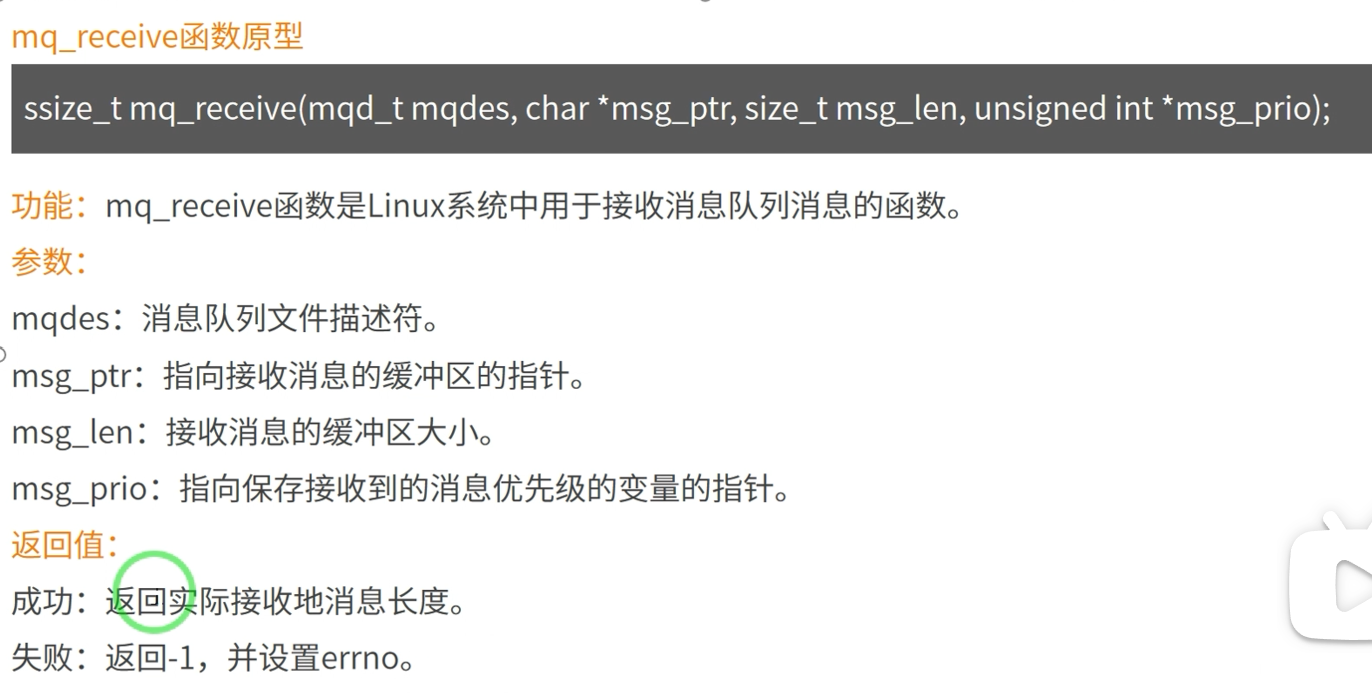 mq_receive函数原型
ssize_t mq_receive(mqd_t mqdes, char *msg_ptr, size_t msg_len, unsigned int *msg_prio);
功能：mq_receive函数是Linux系统中用于接收消息队列消息的函数。
参数：
mqdes：消息队列文件描述符。
msg_ptr：指向接收消息的缓冲区的指针。
msg_len：接收消息的缓冲区大小。
msg_prio：指向保存接收到的消息优先级的变量的指针。
返回值：
成功：返回实际接收地消息长度。
失败：返回-1，并设置errno。